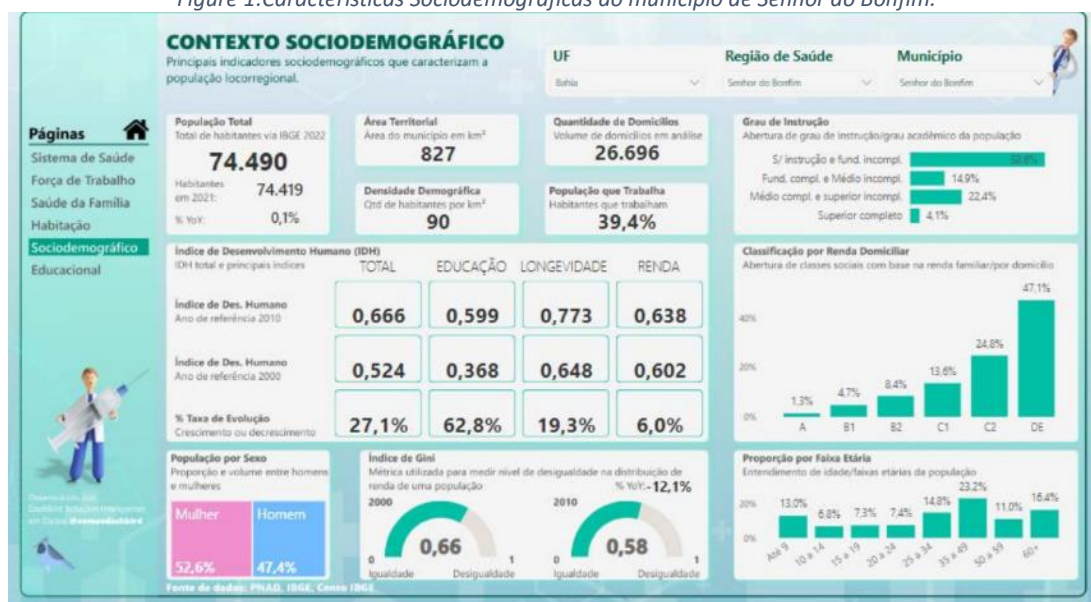 Figure 1:Características Sociodemográficas do município de Senhor do Bonfim.
CONTEXTO SOCIODEMOGRÁFICO
Principais indicadores sociodemográficos que caracterizam a
população locorregional.
UF
Bahia
Região de Saúde
Senhor do Bonfim
Município
Senhor do Bonfim
Páginas
Sistema de Saúde
Força de Trabalho
Saúde da Família
Habitação
Sociodemográfico
Educacional
População Total
Total de habitantes via IBGE 2022
74.490
Habitantes
em 2021:
74.419
% YoY:
0,1%
Área Territorial
Área do município em km²
827
Quantidade de Domicílios
Volume de domicílios em análise
26.696
Densidade Demográfica
Qtd de habitantes por km²
90
População que Trabalha
Habitantes que trabalham
39,4%
Grau de Instrução
Abertura de grau de instrução/grau acadêmico da população
S/ instrução e fund. incompl.
Fund. compl. e Médio incompl. 14,9%
Médio compl. e superior incompl. 22,4%
Superior completo 4,1%
Índice de Desenvolvimento Humano (IDH)
IDH total e principais índices
TOTAL EDUCAÇÃO LONGEVIDADE RENDA
Índice de Des. Humano
Ano de referência 2010
0,666 0,599 0,773 0,638
Índice de Des. Humano
Ano de referência 2000
0,524 0,368 0,648 0,602
% Taxa de Evolução
Crescimento ou decrescimento
27,1% 62,8% 19,3% 6,0%
Classificação por Renda Domiciliar
Abertura de classes sociais com base na renda familiar/por domicílio
40%
20%
0%
1,3% 4,7% 8,4% 13,6% 24,8% 47,1%
A B1 B2 C1 C2 DE
População por Sexo
Proporção e volume entre homens
e mulheres
Mulher Homem
52,6% 47,4%
Índice de Gini
Métrica utilizada para medir nível de desigualdade na distribuição de
renda de uma população
% YoY:-12,1%
2000
0,66
0 1
Igualdade Desigualdade
2010
0,58
0 1
Igualdade Desigualdade
Proporção por Faixa Etária
Entendimento de idade/faixas etárias da população
20%
0%
13,0% 6,8% 7,3% 7,4% 14,8% 23,2% 11,0% 16,4%
Até 9 10 a 14 15 a 19 20 a 24 25 a 34 35 a 49 50 a 59 60+
Fonte de dados: PNAD, IBGE, Censo IBGE